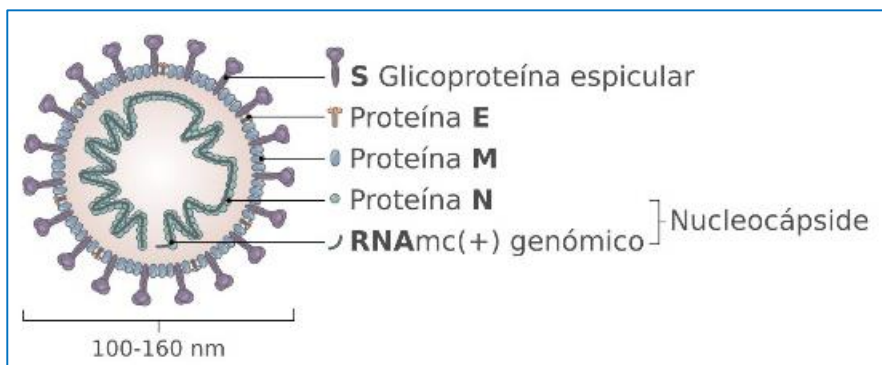 S Glicoproteína espicular
Proteína E
Proteína M
Proteína N
RNAmc(+) genómico
Nucleocápside
100-160 nm